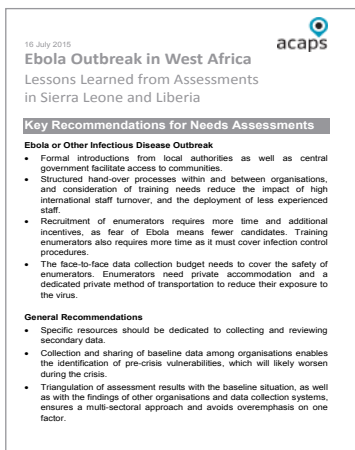 acaps
16 July 2015
Ebola Outbreak in West Africa
Lessons Learned from Assessments
in Sierra Leone and Liberia
Key Recommendations for Needs Assessments
Ebola or Other Infectious Disease Outbreak
• Formal introductions from local authorities as well as central
government facilitate access to communities.
• Structured hand-over processes within and between organisations,
and consideration of training needs reduce the impact of high
international staff turnover, and the deployment of less experienced
staff.
• Recruitment of enumerators requires more time and additional
incentives, as fear of Ebola means fewer candidates. Training
enumerators also requires more time as it must cover infection control
procedures.
• The face-to-face data collection budget needs to cover the safety of
enumerators. Enumerators need private accommodation and a
dedicated private method of transportation to reduce their exposure to
the virus.
General Recommendations
• Specific resources should be dedicated to collecting and reviewing
secondary data.
• Collection and sharing of baseline data among organisations enables
the identification of pre-crisis vulnerabilities, which will likely worsen
during the crisis.
• Triangulation of assessment results with the baseline situation, as well
as with the findings of other organisations and data collection systems,
ensures a multi-sectoral approach and avoids overemphasis on one
factor.